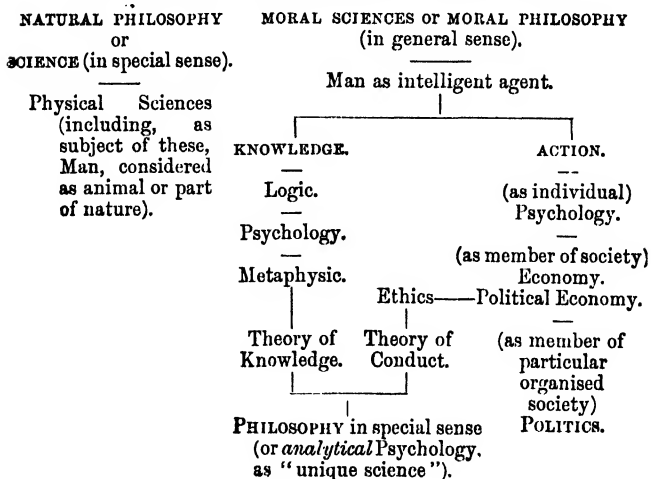 NATURAL PHILOSOPHY
or
SCIENCE (in special sense).
Physical Sciences
(including, as
subject of these,
Man, considered
as animal or part
of nature).
MORAL SCIENCES or MORAL PHILOSOPHY
(in general sense).
Man as intelligent agent.
KNOWLEDGE.
Logic.
Psychology.
Metaphysic.
Theory of
Knowledge.
ACTION.
(as individual)
Psychology.
(as member of society)
Economy.
Ethics—Political Economy.
Theory of
Conduct.
(as member of
particular
organised
society)
POLITICS.
PHILOSOPHY in special sense
(or analytical Psychology,
as "unique science").